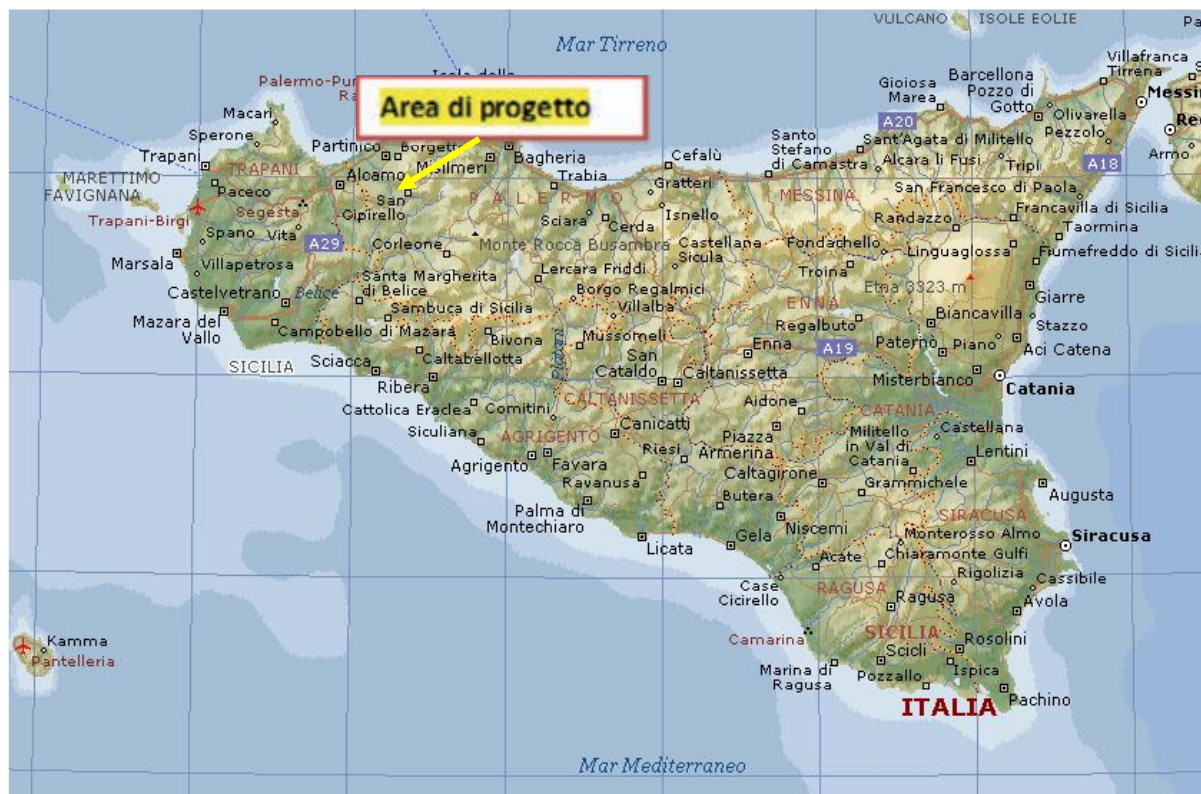 VULCANO
ISOLE EOLIE
Pa
Mar Tirreno
Villafranca
Tirrena
Palermo-Pun
Isole delle
Area di progetto
Gioiosa
Marea
Barcellona
Pozzo di
Gotto
Messin
Macari
A20
Olivarella
Re
Sperone
Partinico
Borgetto
Santo
Stefano
di Camastra
Sant'Agata di Militello
Pezzolo
Trapani
Bagheria
Cefalù
Armo
TRAPANI
Alcamo
Misilmeri
Trabia
Alcara li Fusi
Tripi
A18
MARETTIMO
FAVIGNANA
Paceco
San
Cipirello
PALERMO
Gratteri
MESSINA
San Francesco di Paola
Segesta
Sciara
Isnello
Randazzo
Francavilla di Sicilia
Trapani-Birgi
Cerda
Taormina
Spano
Vita
A29
Corleone
Monte Rocca Busambra
Castellana
Sicula
Fondachello
Linguaglossa
Fiumefreddo di Sicilia
Marsala
Villapetrosa
Santa Margherita
di Belice
Lercara Friddi
Troina
Castelvetrano
Belice
Borgo Regalmici
Etna 3323 m
Giarre
Sambuca di Sicilia
Villalba
ENNA
Mazara del
Vallo
Campobello di Mazara
Bivona
Mussomeli
Regalbuto
Biancavilla
Stazzo
SICILIA
Sciacca
Caltabellotta
Platani
San
Cataldo
Enna
A19
Paternò
Piano
Aci Catena
Ribera
Caltanissetta
Misterbianco
Catania
Cattolica Eraclea
Comitini
CALTANISSETTA
Aidone
CATANIA
Siculiana
AGRIGENTO
Canicatti
Piazza
Armerina
Militello
in Val di
Catania
Castellana
Agrigento
Favara
Riesi
Lentini
Ravanusa
Caltagirone
Grammichele
Augusta
Palma di
Montechiaro
Butera
SIRACUSA
Niscemi
Monterosso Almo
Siracusa
Licata
Gela
Acate
Chiaramonte Gulfi
Case
Cicirello
RAGUSA
Rigolizia
Cassibile
Ragusa
Avola
Kamma
Camarina
SICILIA
Rosolini
Pantelleria
Marina di
Ragusa
Scicli
Pozzallo
Ispica
Pachino
ITALIA
Mar Mediterraneo